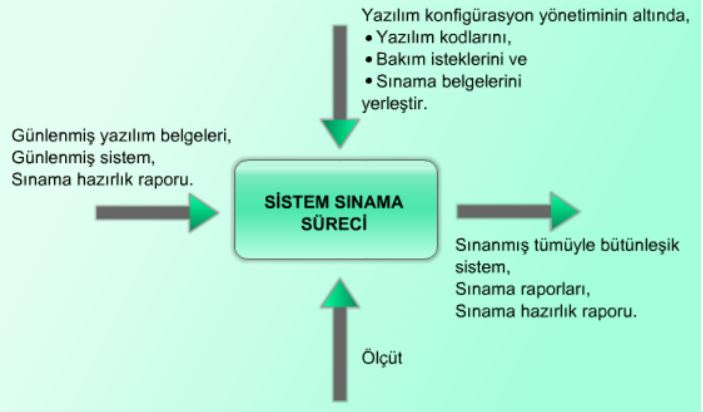 Yazılım konfigürasyon yönetiminin altında,
• Yazılım kodlarını,
• Bakım isteklerini ve
• Sınama belgelerini
yerleştir.
Günlenmiş yazılım belgeleri,
Günlenmiş sistem,
Sınama hazırlık raporu.
SİSTEM SINAMA
SÜRECİ
Sınanmış tümüyle bütünleşik
sistem,
Sınama raporları,
Sınama hazırlık raporu.
Ölçüt